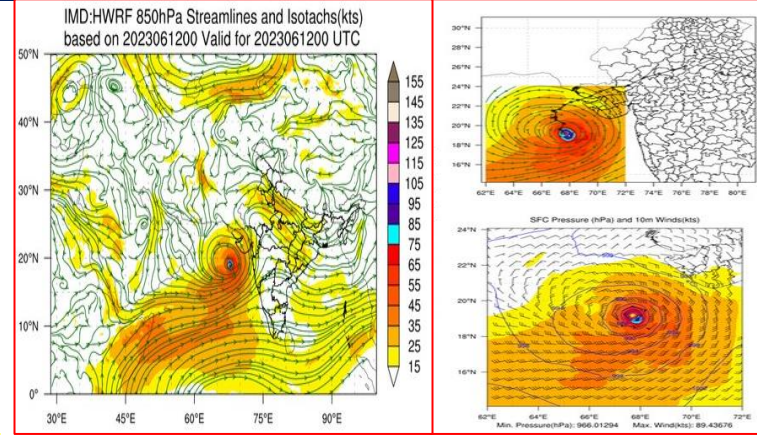 IMD:HWRF 850hPa Streamlines and Isotachs(kts)
based on 2023061200 Valid for 2023061200 UTC
50°N
40°N
30°N
20°N
10°N
0°
30°E 45°E 60°E 75°E 90°E
155
145
135
125
115
105
95
85
75
65
55
45
35
25
15
30°N
28°N
26°N
24°N
22°N
20°N
18°N
16°N
62°E 64°E 66°E 68°E 70°E 72°E 74°E 76°E 78°E 80°E
SFC Pressure (hPa) and 10m Winds(kts)
24°N
22°N
20°N
18°N
16°N
62°E 64°E 66°E 68°E 70°E 72°E
Min. Pressure(hPa): 966.01294 Max. Wind(kts): 89.43676